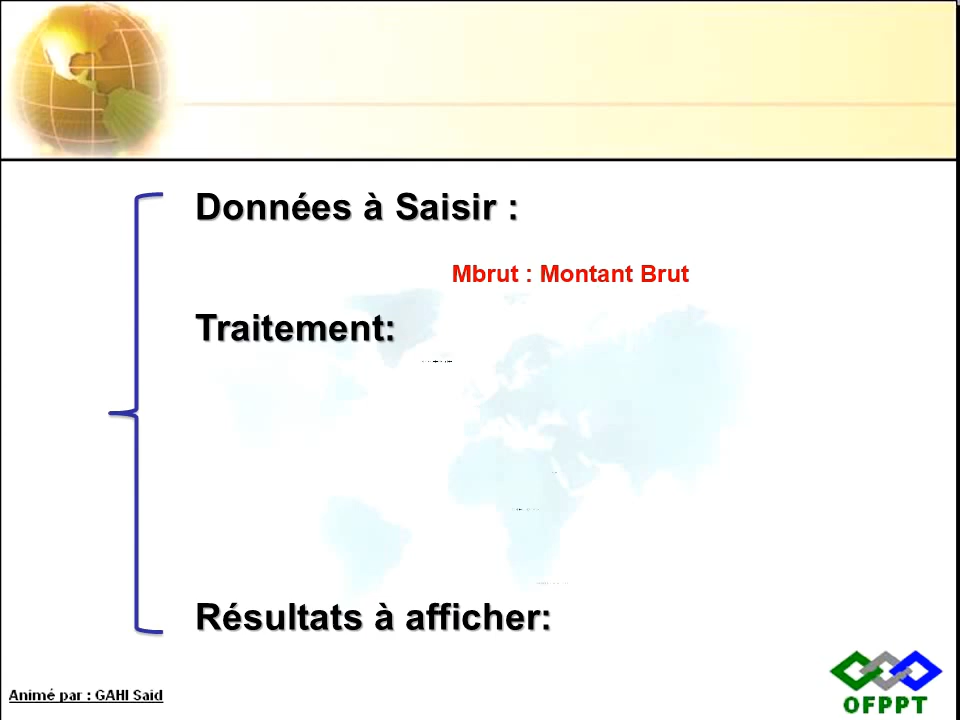 Données à Saisir :
Mbrut : Montant Brut
Traitement:
Résultats à afficher:
Animé par : GAHI Said
OFPPT